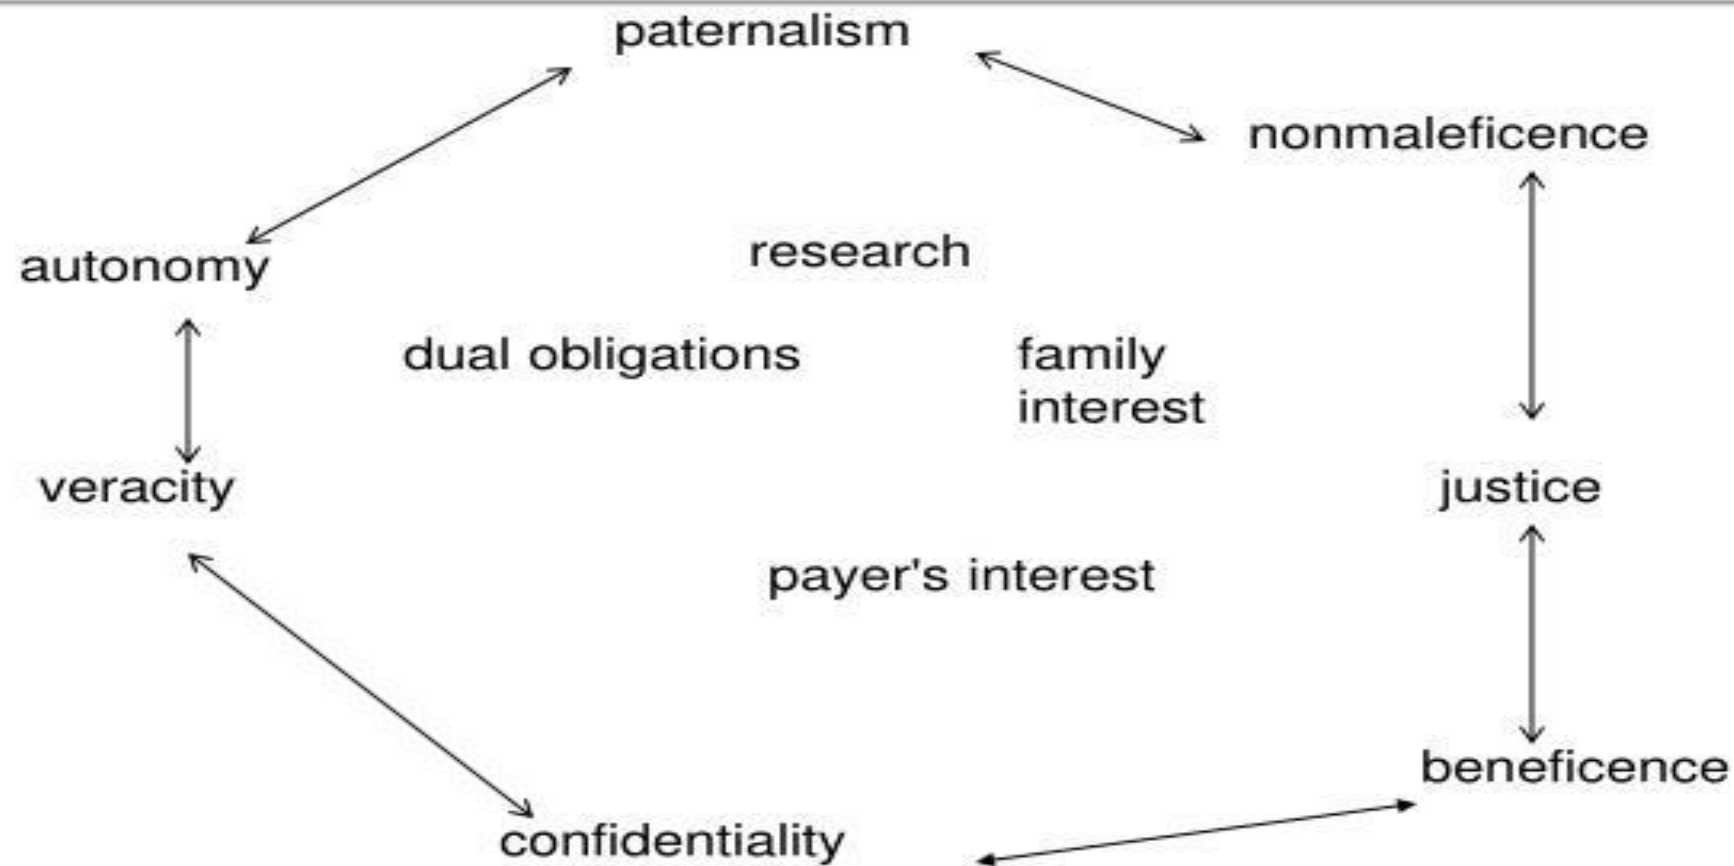 paternalism
nonmaleficence
research
autonomy
dual obligations
family
interest
veracity
justice
payer's interest
beneficence
confidentiality